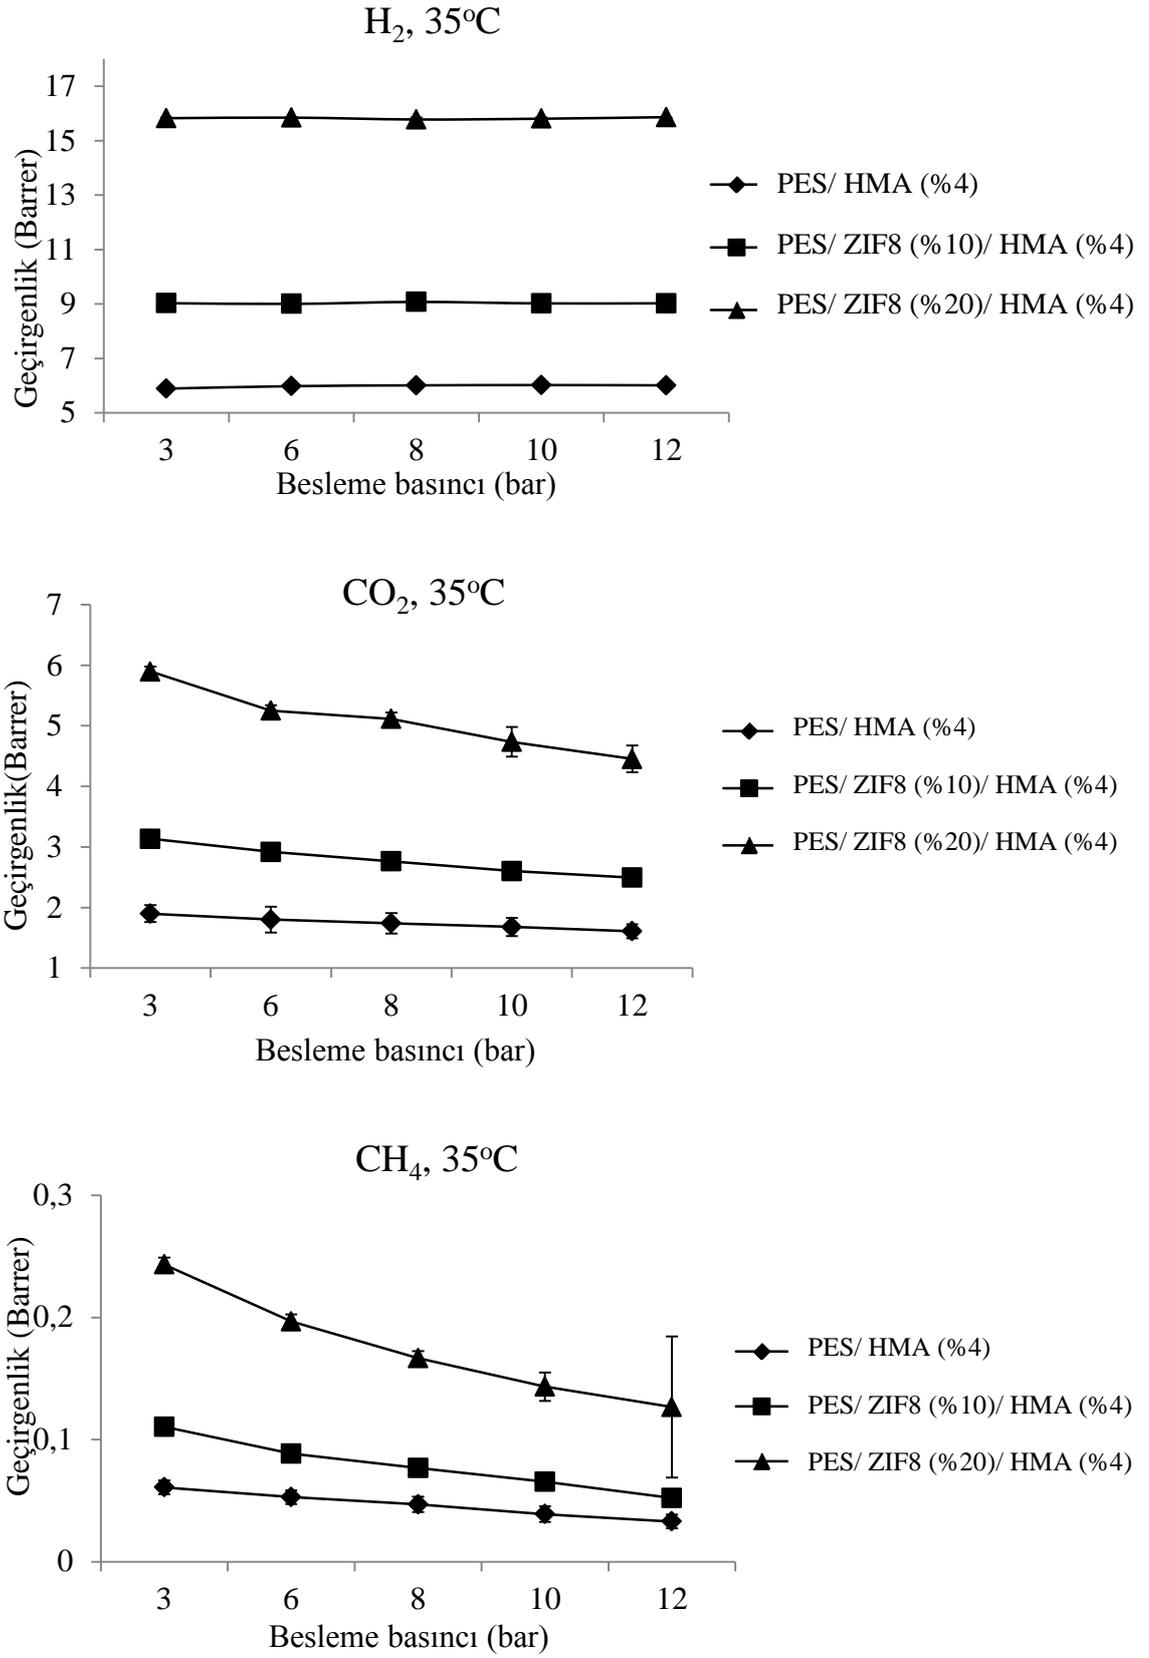 H₂, 35°C
17
15
13
11
9
7
5
Geçirgenlik (Barrer)
3 6 8 10 12
Besleme basıncı (bar)
PES/ HMA (%4)
PES/ ZIF8 (%10)/ HMA (%4)
PES/ ZIF8 (%20)/ HMA (%4)
CO₂, 35°C
7
6
5
4
3
2
1
Geçirgenlik(Barrer)
3 6 8 10 12
Besleme basıncı (bar)
PES/ HMA (%4)
PES/ ZIF8 (%10)/ HMA (%4)
PES/ ZIF8 (%20)/ HMA (%4)
CH₄, 35°C
0,3
0,2
0,1
0
Geçirgenlik (Barrer)
3 6 8 10 12
Besleme basıncı (bar)
PES/ HMA (%4)
PES/ ZIF8 (%10)/ HMA (%4)
PES/ ZIF8 (%20)/ HMA (%4)